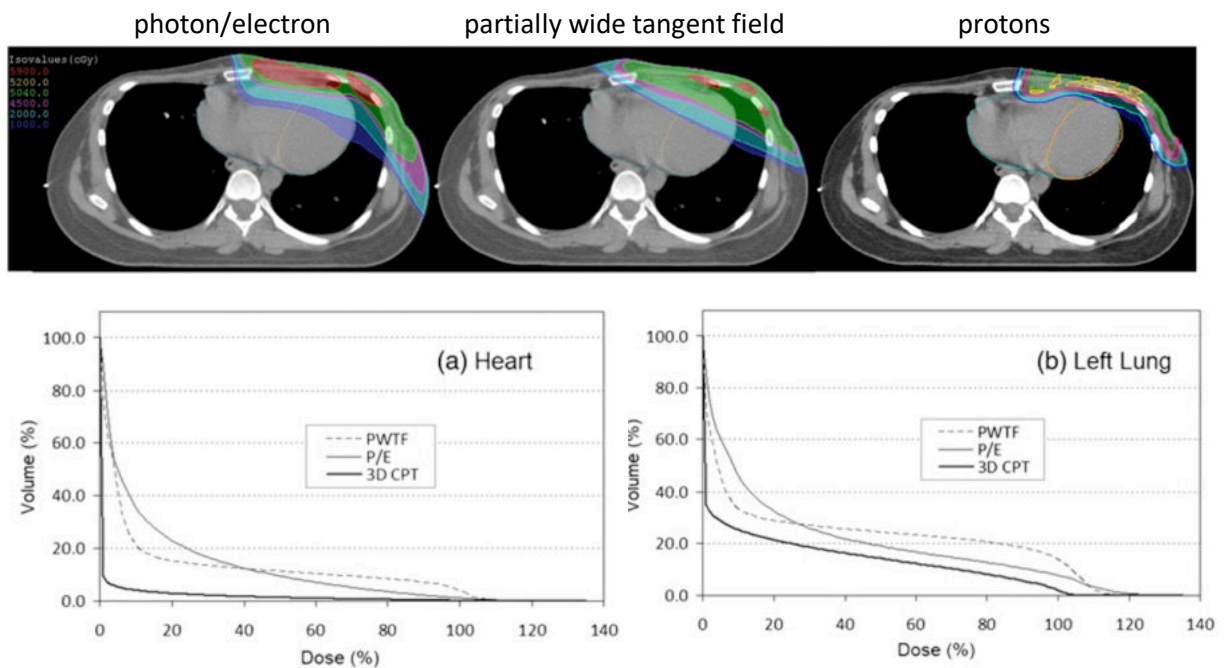 photon/electron
partially wide tangent field
protons
Isovalues(cGy)
5900.0
5200.0
5040.0
4500.0
2000.0
1000.0
(a) Heart
100.0
80.0
60.0
40.0
20.0
0.0
Volume (%)
PWTF
P/E
3D CPT
0 20 40 60 80 100 120 140
Dose (%)
(b) Left Lung
100.0
80.0
60.0
40.0
20.0
0.0
Volume (%)
PWTF
P/E
3D CPT
0 20 40 60 80 100 120 140
Dose (%)